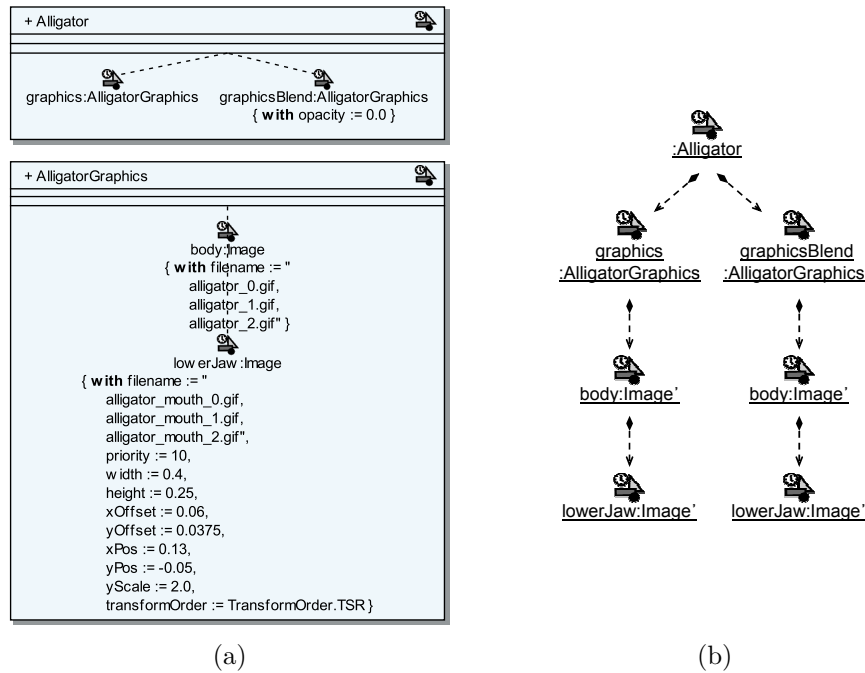 + Alligator
graphics:AlligatorGraphics
graphicsBlend:AlligatorGraphics
{ with opacity := 0.0 }
+ AlligatorGraphics
body:Image
{ with filename := "
alligator_0.gif,
alligator_1.gif,
alligator_2.gif" }
lowerJaw:Image
{ with filename := "
alligator_mouth_0.gif,
alligator_mouth_1.gif,
alligator_mouth_2.gif",
priority := 10,
width := 0.4,
height := 0.25,
xOffset := 0.06,
yOffset := 0.0375,
xPos := 0.13,
yPos := -0.05,
yScale := 2.0,
transformOrder := TransformOrder.TSR }
(a)
:Alligator
graphics
:AlligatorGraphics
graphicsBlend
:AlligatorGraphics
body:Image’
body:Image’
lowerJaw:Image’
lowerJaw:Image’
(b)